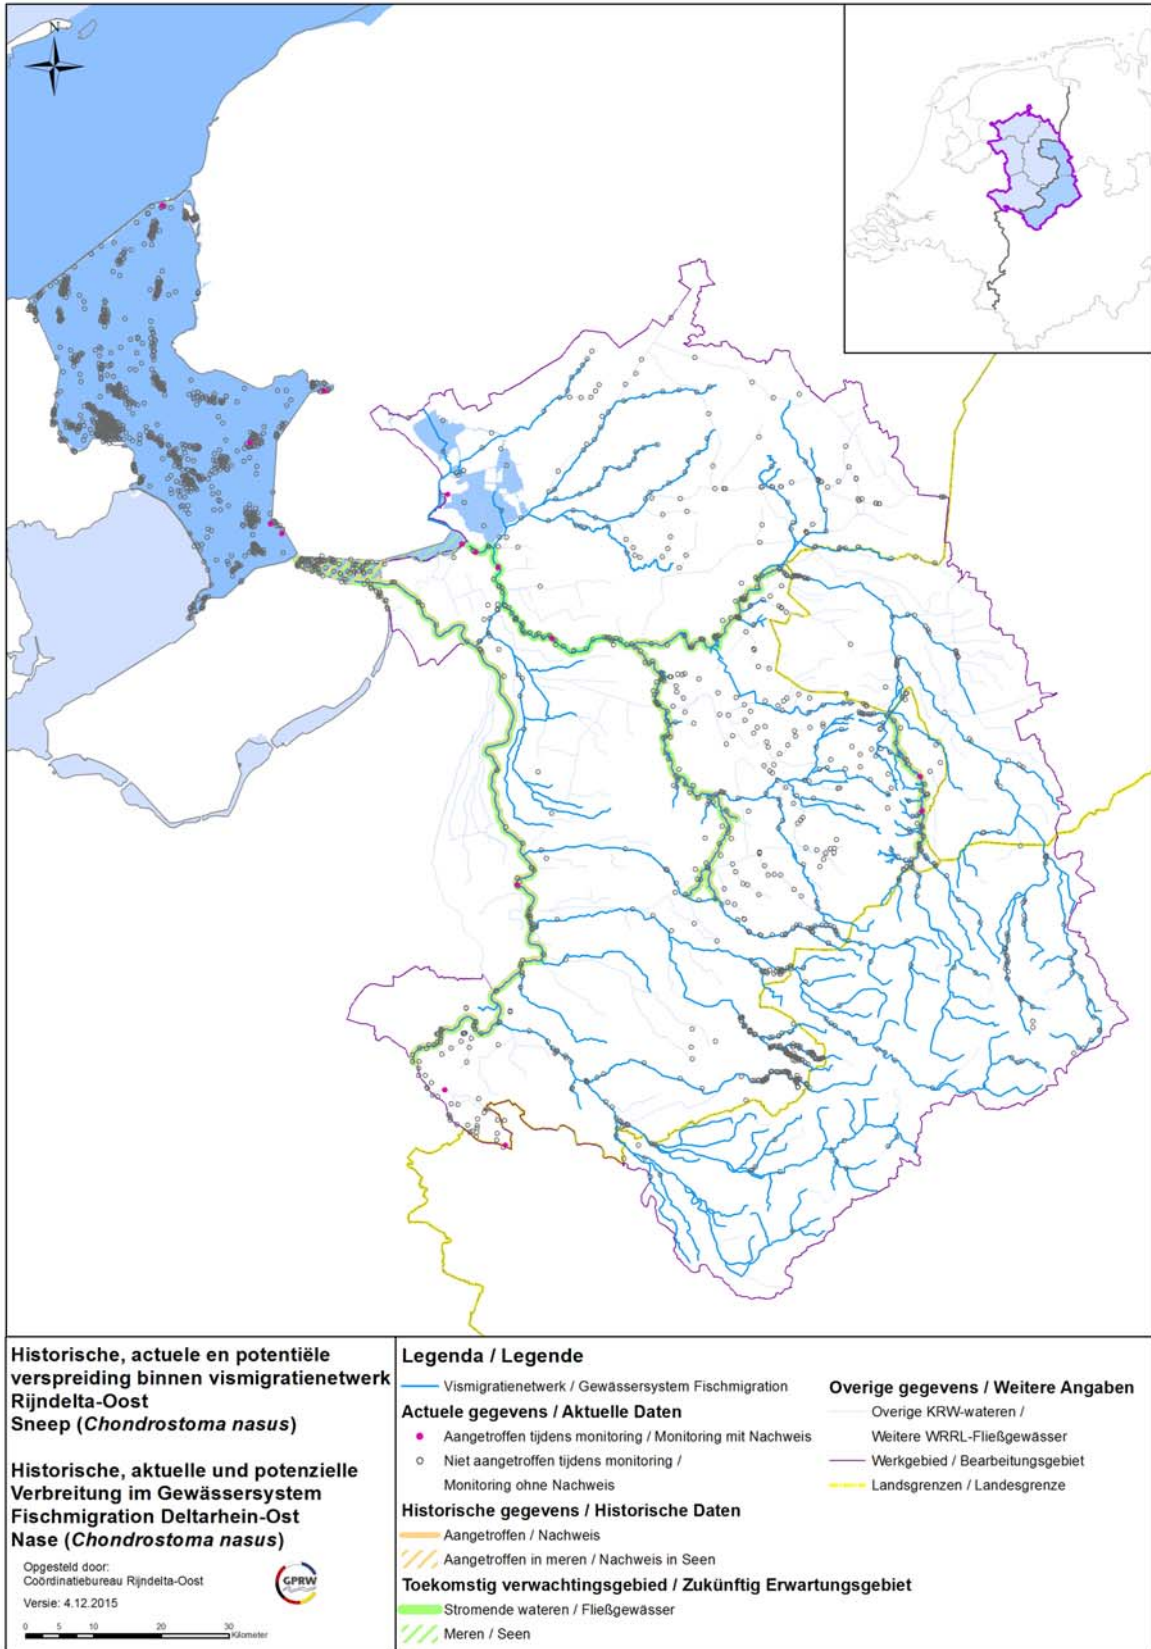 N
Historische, actuele en potentiële
verspreiding binnen vismigratienetwerk
Rijndelta-Oost
Sneep (Chondrostoma nasus)
Historische, aktuelle und potenzielle
Verbreitung im Gewässersystem
Fischmigration Deltarhein-Ost
Nase (Chondrostoma nasus)
Opgesteld door:
Coördinatiebureau Rijndelta-Oost
Versie: 4.12.2015
GPRW
0 5 10 20 30
Kilometer
Legenda / Legende
Vismigratienetwerk / Gewässersystem Fischmigration
Actuele gegevens / Aktuelle Daten
Aangetroffen tijdens monitoring / Monitoring mit Nachweis
Niet aangetroffen tijdens monitoring /
Monitoring ohne Nachweis
Historische gegevens / Historische Daten
Aangetroffen / Nachweis
Aangetroffen in meren / Nachweis in Seen
Toekomstig verwachtingsgebied / Zukünftig Erwartungsgebiet
Stromende wateren / Fließgewässer
Meren / Seen
Overige gegevens / Weitere Angaben
Overige KRW-wateren /
Weitere WRRL-Fließgewässer
Werkgebied / Bearbeitungsgebiet
Landsgrenzen / Landesgrenze